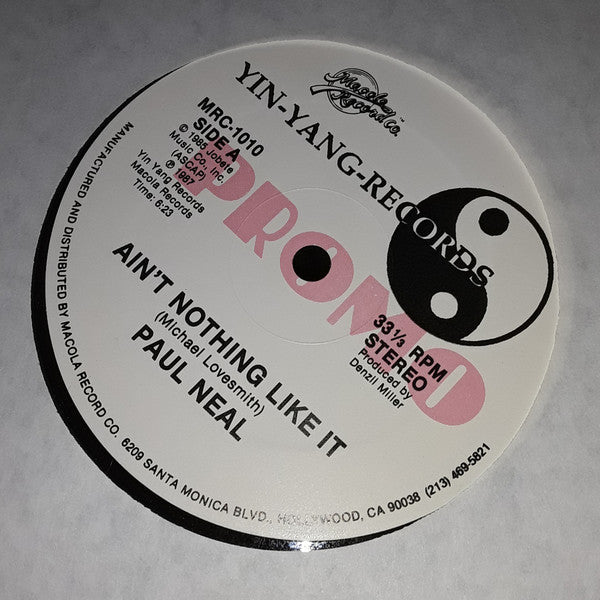 Macola
Record Co.
™
YIN-YANG-RECORDS
MRC-1010
SIDE A
© 1985 Jobete
Music Co., Inc.
(ASCAP)
℗ 1987
Yin Yang Records
Macola Records
Time: 6:23
PROMO
33⅓ RPM
STEREO
Produced by
Denzil Miller
AIN'T NOTHING LIKE IT
(Michael Lovesmith)
PAUL NEAL
MANUFACTURED AND DISTRIBUTED BY MACOLA RECORD CO. 6209 SANTA MONICA BLVD., HOLLYWOOD, CA 90038 (213) 469-5821